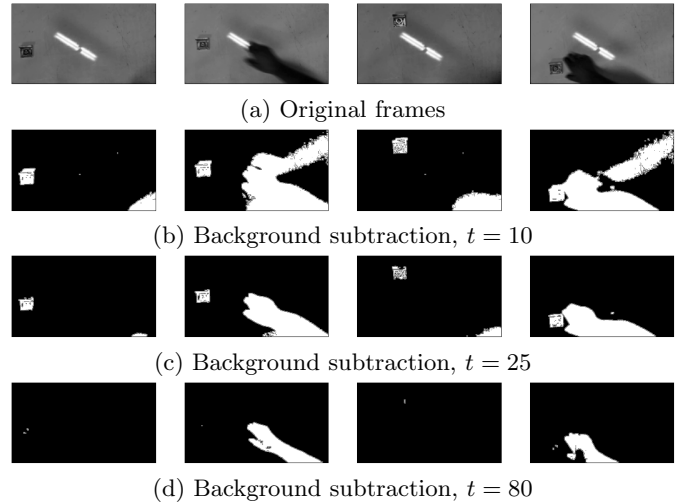 (a) Original frames
(b) Background subtraction, t = 10
(c) Background subtraction, t = 25
(d) Background subtraction, t = 80